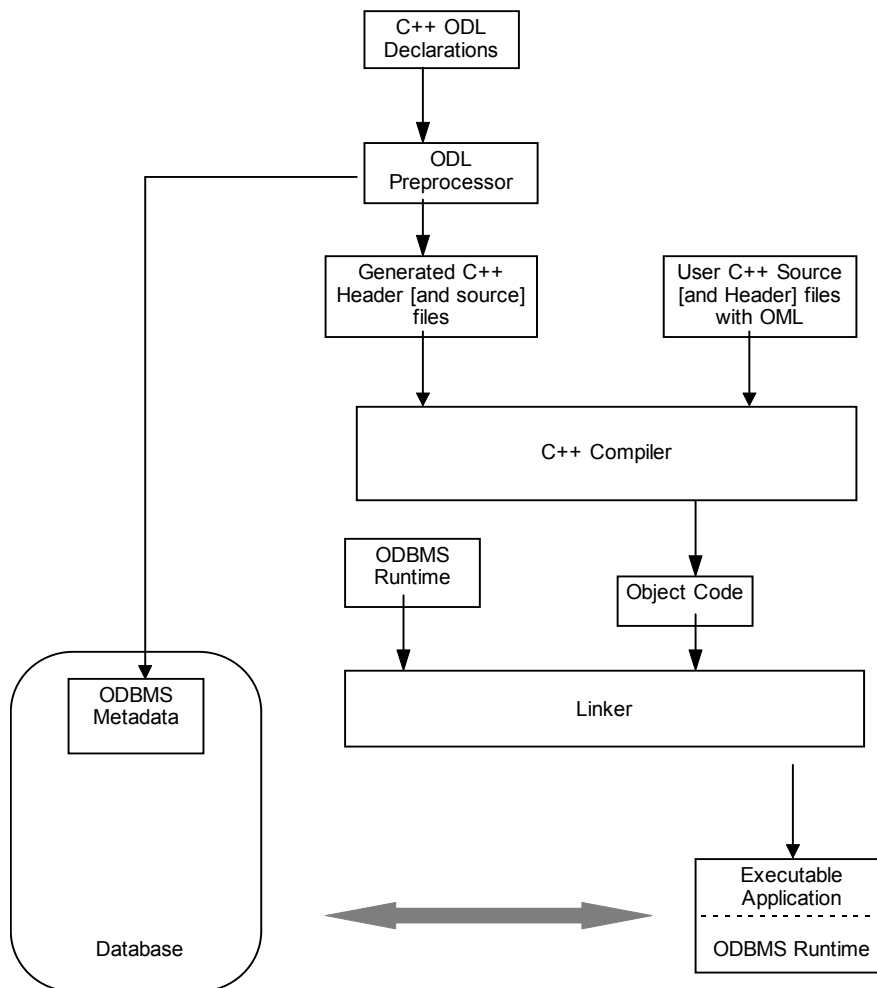 C++ ODL
Declarations
ODL
Preprocessor
Generated C++
Header [and source]
files
User C++ Source
[and Header] files
with OML
C++ Compiler
ODBMS
Runtime
Object Code
ODBMS
Metadata
Linker
Executable
Application
Database
ODBMS Runtime